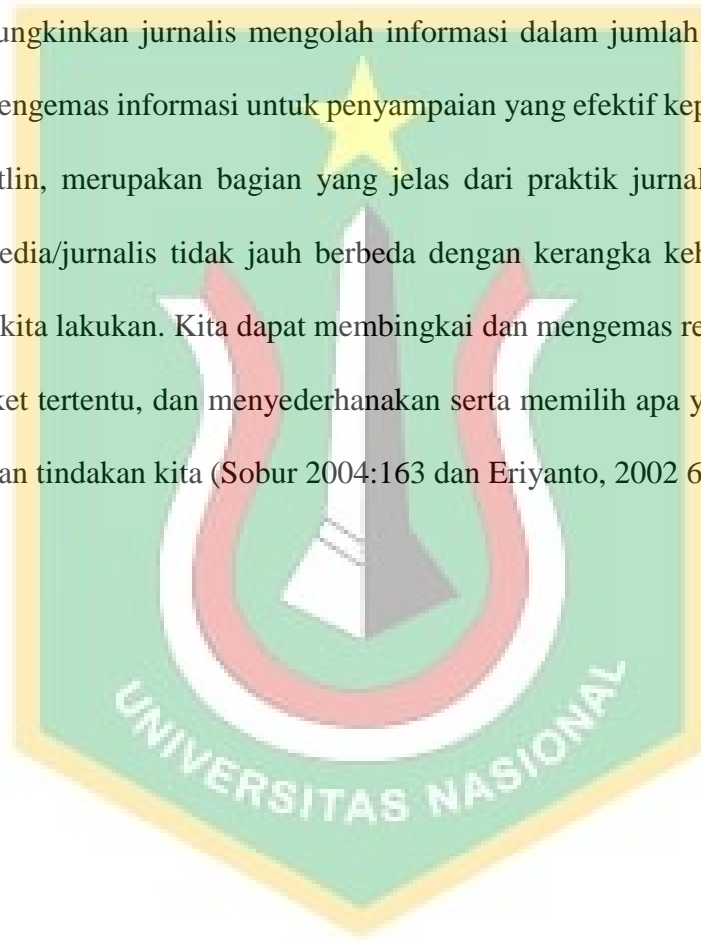 ungkinkan jurnalis mengolah informasi dalam jumlah
engemas informasi untuk penyampaian yang efektif kep
tlin, merupakan bagian yang jelas dari praktik jurnal
edia/jurnalis tidak jauh berbeda dengan kerangka keh
kita lakukan. Kita dapat membingkai dan mengemas re
ket tertentu, dan menyederhanakan serta memilih apa y
an tindakan kita (Sobur 2004:163 dan Eriyanto, 2002 6
UNIVERSITAS NASIONAL